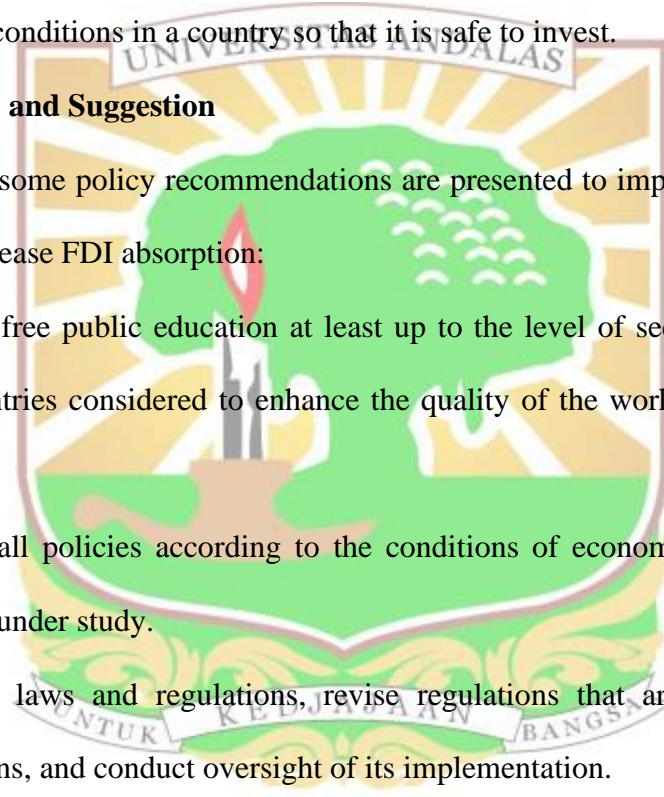 conditions in a country so that it is safe to invest.
UNIVERSITAS ANDALAS
and Suggestion
some policy recommendations are presented to imp
ease FDI absorption:
free public education at least up to the level of sec
ntries considered to enhance the quality of the work
all policies according to the conditions of econom
under study.
laws and regulations, revise regulations that ar
UNTUK KEDJAJAAN BANGSA
ns, and conduct oversight of its implementation.